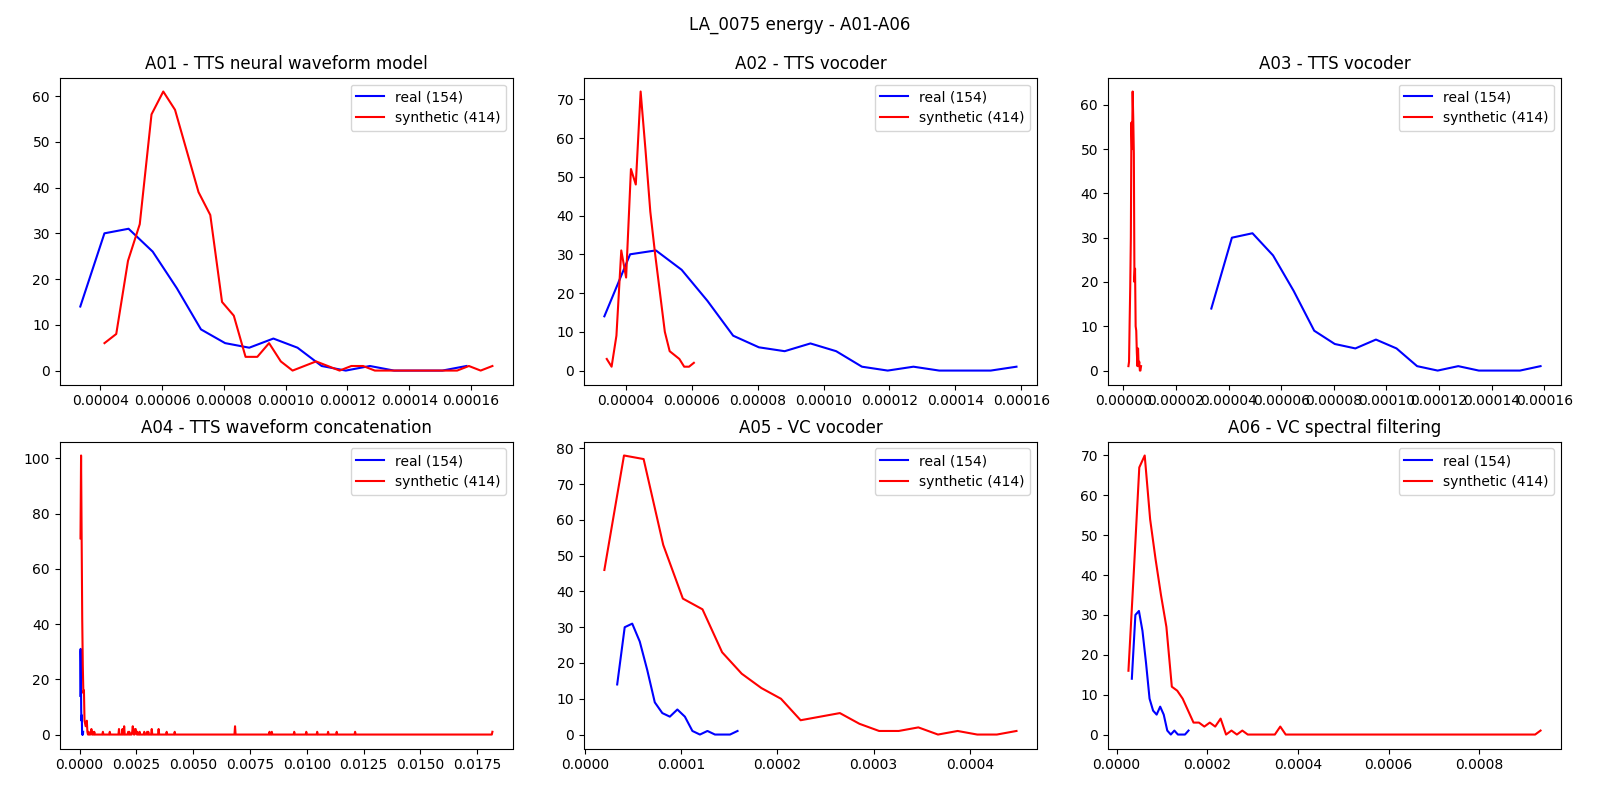 LA_0075 energy - A01-A06
A01 - TTS neural waveform model
60
50
40
30
20
10
0
real (154)
synthetic (414)
0.00004 0.00006 0.00008 0.00010 0.00012 0.00014 0.00016
A02 - TTS vocoder
70
60
50
40
30
20
10
0
real (154)
synthetic (414)
0.00004 0.00006 0.00008 0.00010 0.00012 0.00014 0.00016
A03 - TTS vocoder
60
50
40
30
20
10
0
real (154)
synthetic (414)
0.00000 0.00002 0.00004 0.00006 0.00008 0.00010 0.00012 0.00014 0.00016
A04 - TTS waveform concatenation
100
80
60
40
20
0
real (154)
synthetic (414)
0.0000 0.0025 0.0050 0.0075 0.0100 0.0125 0.0150 0.0175
A05 - VC vocoder
80
70
60
50
40
30
20
10
0
real (154)
synthetic (414)
0.0000 0.0001 0.0002 0.0003 0.0004
A06 - VC spectral filtering
70
60
50
40
30
20
10
0
real (154)
synthetic (414)
0.0000 0.0002 0.0004 0.0006 0.0008